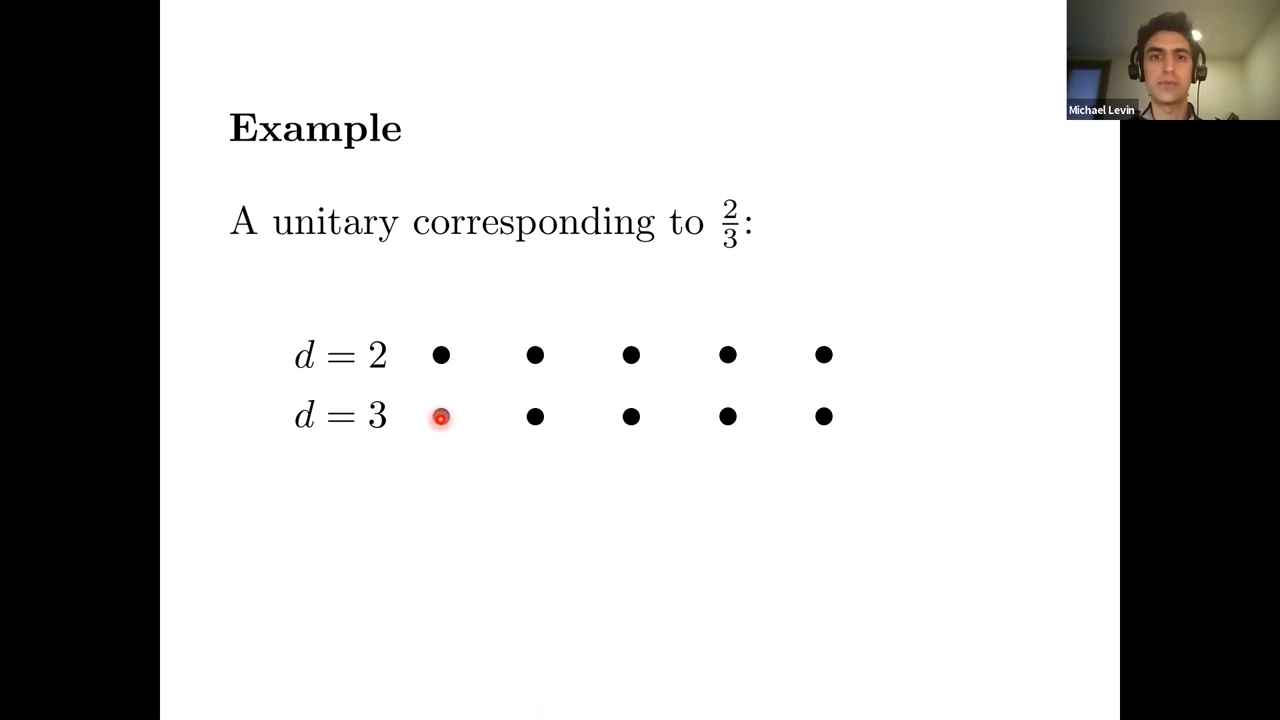 Michael Levin
Example
A unitary corresponding to 2/3:
d = 2
d = 3